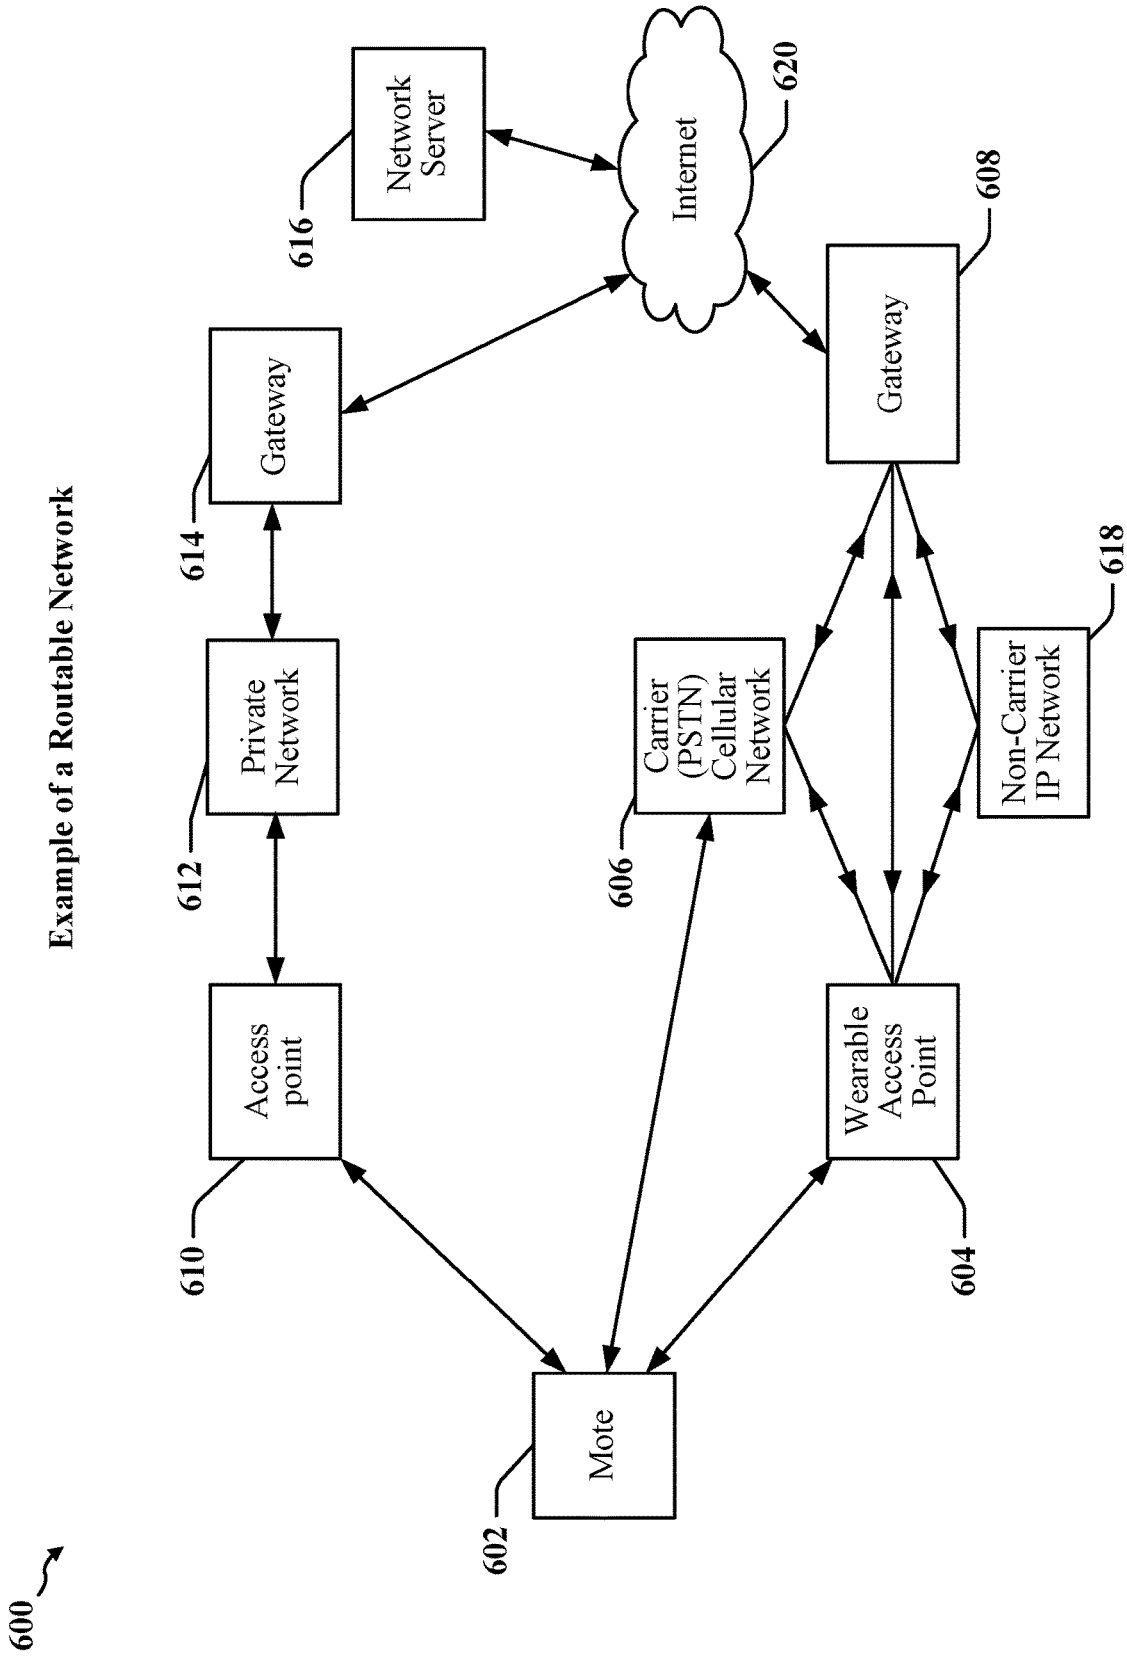 600
Example of a Routable Network
610
Access
point
612
Private
Network
614
Gateway
616
Network
Server
602
Mote
606
Carrier
(PSTN)
Cellular
Network
Internet
620
604
Wearable
Access
Point
Gateway
608
Non-Carrier
IP Network
618